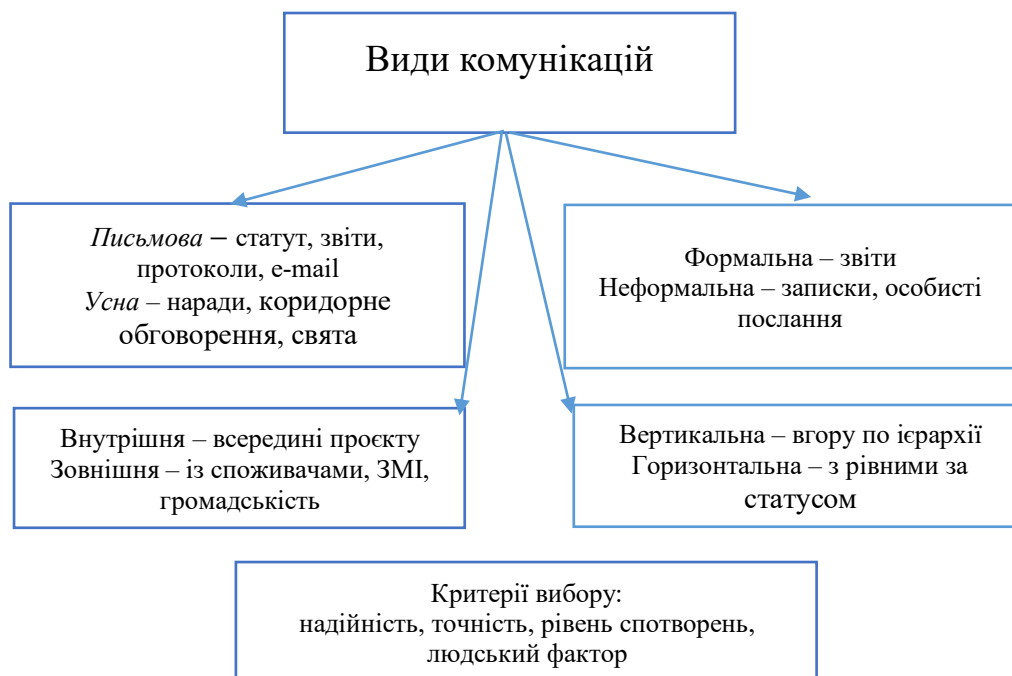 Види комунікацій
Письмова – статут, звіти,
протоколи, e-mail
Усна – наради, коридорне
обговорення, свята
Формальна – звіти
Неформальна – записки, особисті
послання
Внутрішня – всередині проєкту
Зовнішня – із споживачами, ЗМІ,
громадськість
Вертикальна – вгору по ієрархії
Горизонтальна – з рівними за
статусом
Критерії вибору:
надійність, точність, рівень спотворень,
людський фактор